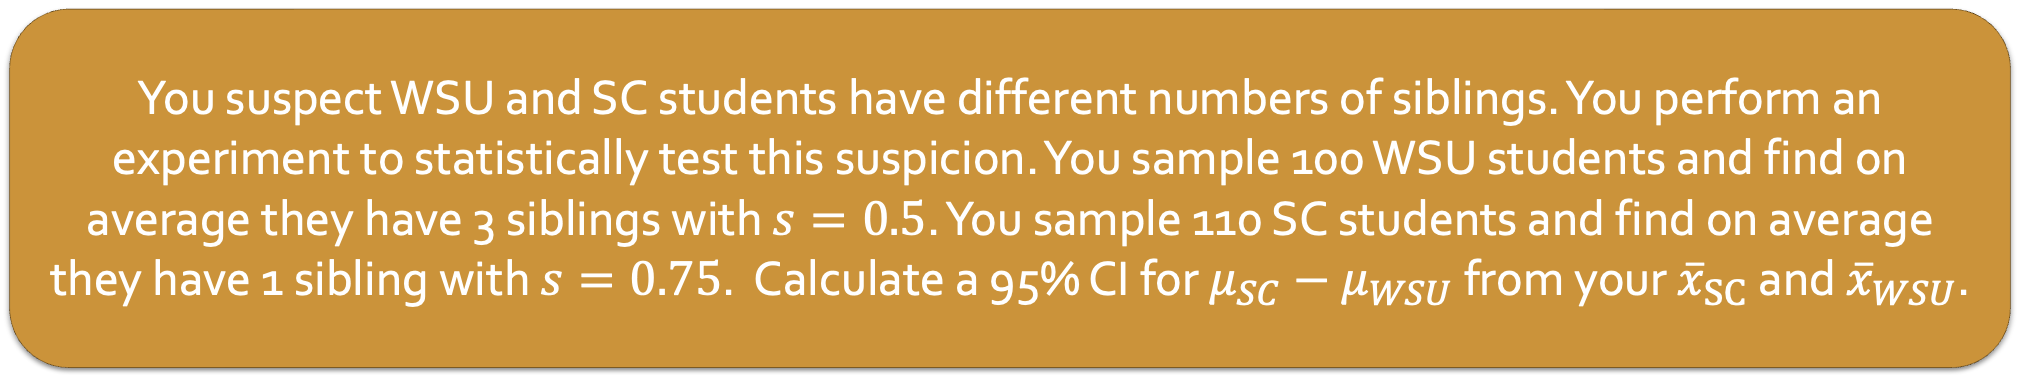 You suspect WSU and SC students have different numbers of siblings. You perform an
experiment to statistically test this suspicion. You sample 100 WSU students and find on
average they have 3 siblings with s = 0.5. You sample 110 SC students and find on average
they have 1 sibling with s = 0.75. Calculate a 95% CI for μ_SC − μ_WSU from your x̄_SC and x̄_WSU.